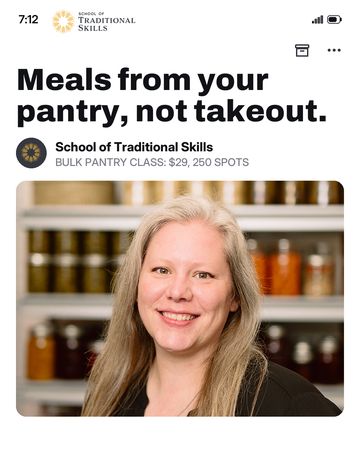 7:12
SCHOOL OF
TRADITIONAL
SKILLS
Meals from your
pantry, not takeout.
School of Traditional Skills
BULK PANTRY CLASS: $29, 250 SPOTS